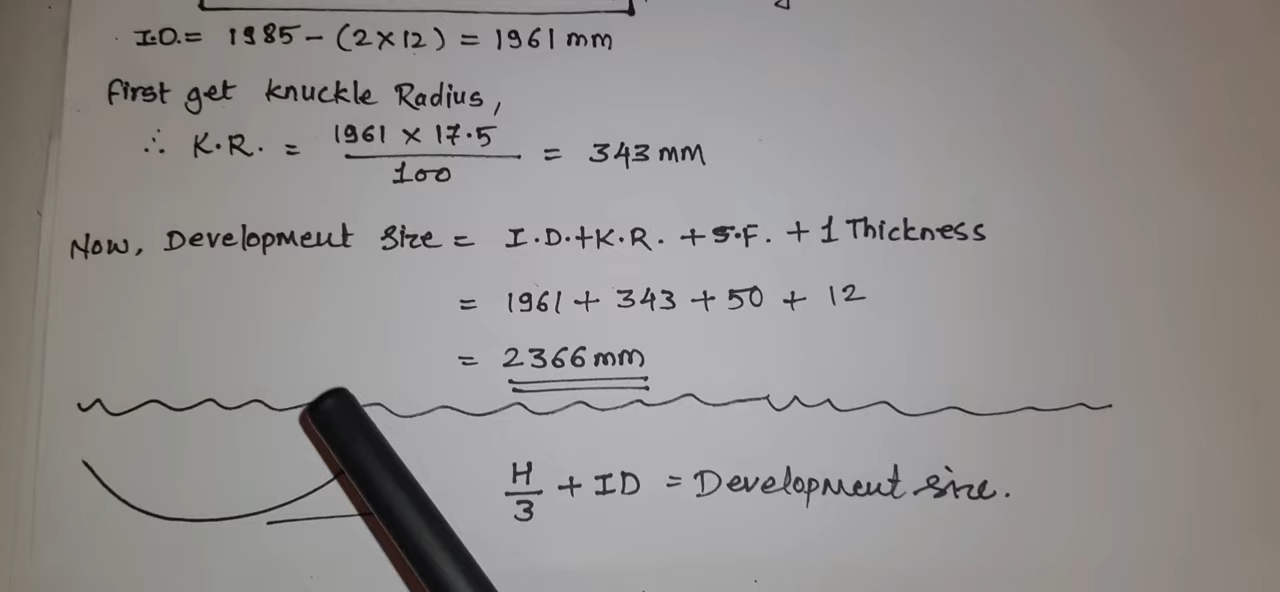 I.D.= 1985 - (2×12) = 1961 mm
First get knuckle Radius,
∴ K.R. = 1961 × 17.5 / 100 = 343 mm
Now, Development Size = I.D.+K.R. + S.F. + 1 Thickness
= 1961 + 343 + 50 + 12
= 2366 mm
H/3 + ID = Development size.